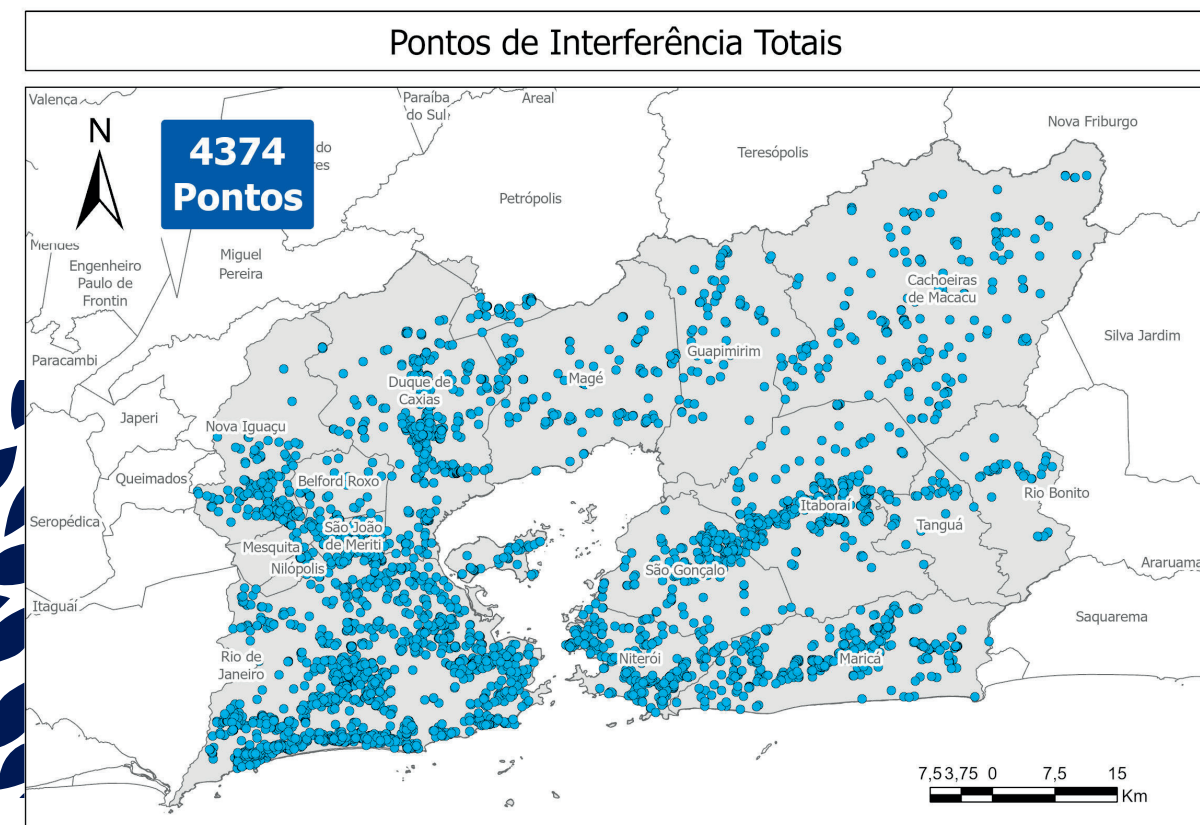 Pontos de Interferência Totais
Valença
Paraíba
do Sul
Areal
Nova Friburgo
N
4374
Pontos
do
res
Teresópolis
Petrópolis
Mendes
Miguel
Pereira
Engenheiro
Paulo de
Frontin
Cachoeiras
de Macacu
Paracambi
Silva Jardim
Guapimirim
Magé
Duque de
Caxias
Japeri
Nova Iguaçu
Queimados
Belford Roxo
Rio Bonito
Itaboraí
Seropédica
São João
de Meriti
Tanguá
Mesquita
Nilópolis
São Gonçalo
Araruama
Itaguaí
Saquarema
Rio de
Janeiro
Niterói
Maricá
7,5 3,75 0 7,5 15
Km